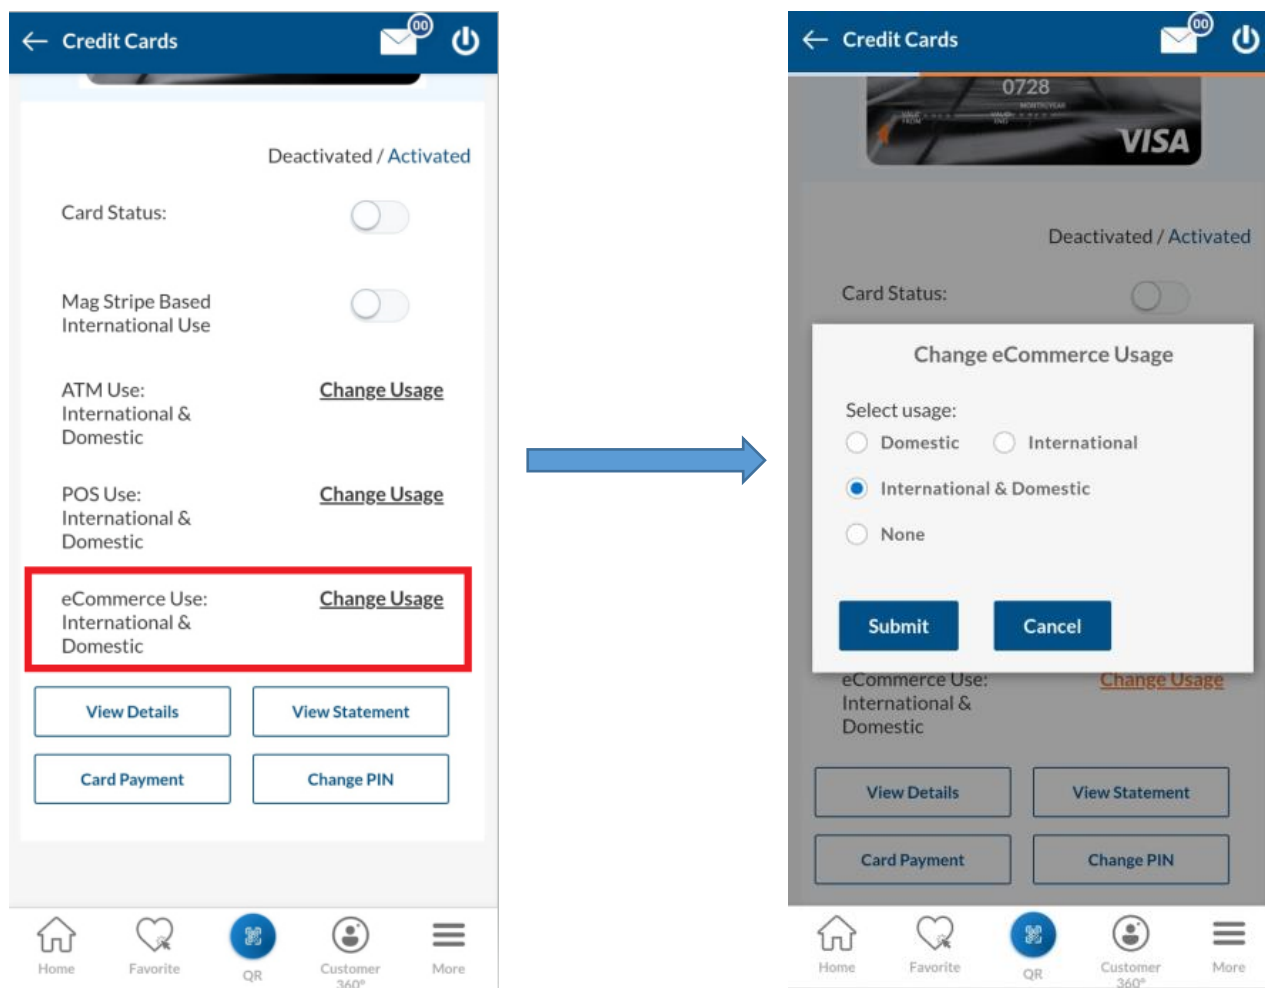 Credit Cards
00
Deactivated / Activated
Card Status:
Mag Stripe Based
International Use
ATM Use:
Change Usage
International &
Domestic
POS Use:
Change Usage
International &
Domestic
eCommerce Use:
Change Usage
International &
Domestic
View Details
View Statement
Card Payment
Change PIN
Home
Favorite
QR
Customer
360°
More
Credit Cards
00
0728
MONTH/YEAR
VISA
Deactivated / Activated
Card Status:
Change eCommerce Usage
Select usage:
Domestic
International
International & Domestic
None
Submit
Cancel
eCommerce Use:
Change Usage
International &
Domestic
View Details
View Statement
Card Payment
Change PIN
Home
Favorite
QR
Customer
360°
More